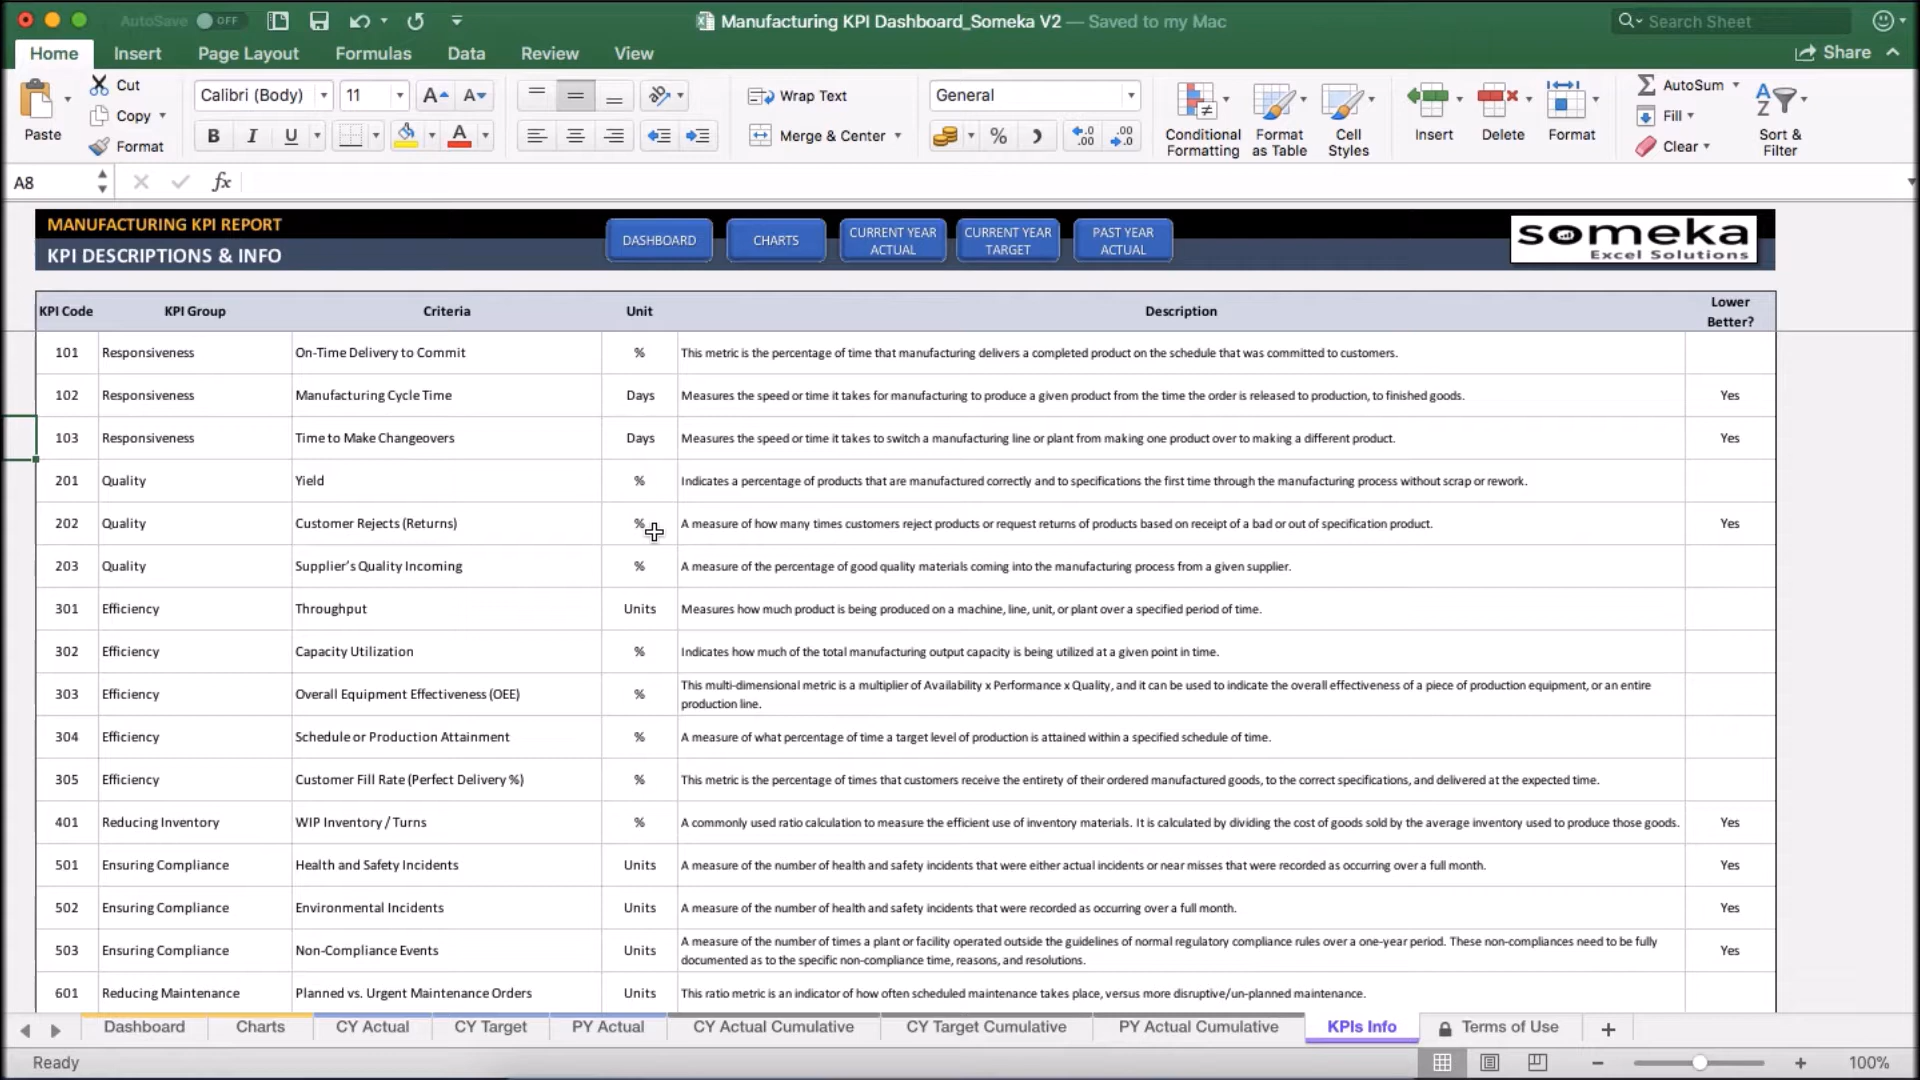 AutoSave OFF Manufacturing KPI Dashboard_Someka V2 — Saved to my Mac Search Sheet
Home Insert Page Layout Formulas Data Review View Share
Paste Cut Copy Format
Calibri (Body) 11 A A
B I U A
Wrap Text
Merge & Center
General
% .0 .00 .00 .0
Conditional Formatting
Format as Table
Cell Styles
Insert Delete Format
AutoSum
Fill
Clear
A Z
Sort & Filter
A8 fx
MANUFACTURING KPI REPORT
KPI DESCRIPTIONS & INFO
DASHBOARD CHARTS CURRENT YEAR ACTUAL CURRENT YEAR TARGET PAST YEAR ACTUAL
someka
Excel Solutions
KPI Code KPI Group Criteria Unit Description Lower Better?
101 Responsiveness On-Time Delivery to Commit % This metric is the percentage of time that manufacturing delivers a completed product on the schedule that was committed to customers.
102 Responsiveness Manufacturing Cycle Time Days Measures the speed or time it takes for manufacturing to produce a given product from the time the order is released to production, to finished goods. Yes
103 Responsiveness Time to Make Changeovers Days Measures the speed or time it takes to switch a manufacturing line or plant from making one product over to making a different product. Yes
201 Quality Yield % Indicates a percentage of products that are manufactured correctly and to specifications the first time through the manufacturing process without scrap or rework.
202 Quality Customer Rejects (Returns) % A measure of how many times customers reject products or request returns of products based on receipt of a bad or out of specification product. Yes
203 Quality Supplier's Quality Incoming % A measure of the percentage of good quality materials coming into the manufacturing process from a given supplier.
301 Efficiency Throughput Units Measures how much product is being produced on a machine, line, unit, or plant over a specified period of time.
302 Efficiency Capacity Utilization % Indicates how much of the total manufacturing output capacity is being utilized at a given point in time.
303 Efficiency Overall Equipment Effectiveness (OEE) % This multi-dimensional metric is a multiplier of Availability x Performance x Quality, and it can be used to indicate the overall effectiveness of a piece of production equipment, or an entire
production line.
304 Efficiency Schedule or Production Attainment % A measure of what percentage of time a target level of production is attained within a specified schedule of time.
305 Efficiency Customer Fill Rate (Perfect Delivery %) % This metric is the percentage of times that customers receive the entirety of their ordered manufactured goods, to the correct specifications, and delivered at the expected time.
401 Reducing Inventory WIP Inventory / Turns % A commonly used ratio calculation to measure the efficient use of inventory materials. It is calculated by dividing the cost of goods sold by the average inventory used to produce those goods. Yes
501 Ensuring Compliance Health and Safety Incidents Units A measure of the number of health and safety incidents that were either actual incidents or near misses that were recorded as occurring over a full month. Yes
502 Ensuring Compliance Environmental Incidents Units A measure of the number of health and safety incidents that were recorded as occurring over a full month. Yes
503 Ensuring Compliance Non-Compliance Events Units A measure of the number of times a plant or facility operated outside the guidelines of normal regulatory compliance rules over a one-year period. These non-compliances need to be fully
documented as to the specific non-compliance time, reasons, and resolutions. Yes
601 Reducing Maintenance Planned vs. Urgent Maintenance Orders Units This ratio metric is an indicator of how often scheduled maintenance takes place, versus more disruptive/un-planned maintenance.
Dashboard Charts CY Actual CY Target PY Actual CY Actual Cumulative CY Target Cumulative PY Actual Cumulative KPIs Info Terms of Use +
Ready 100%